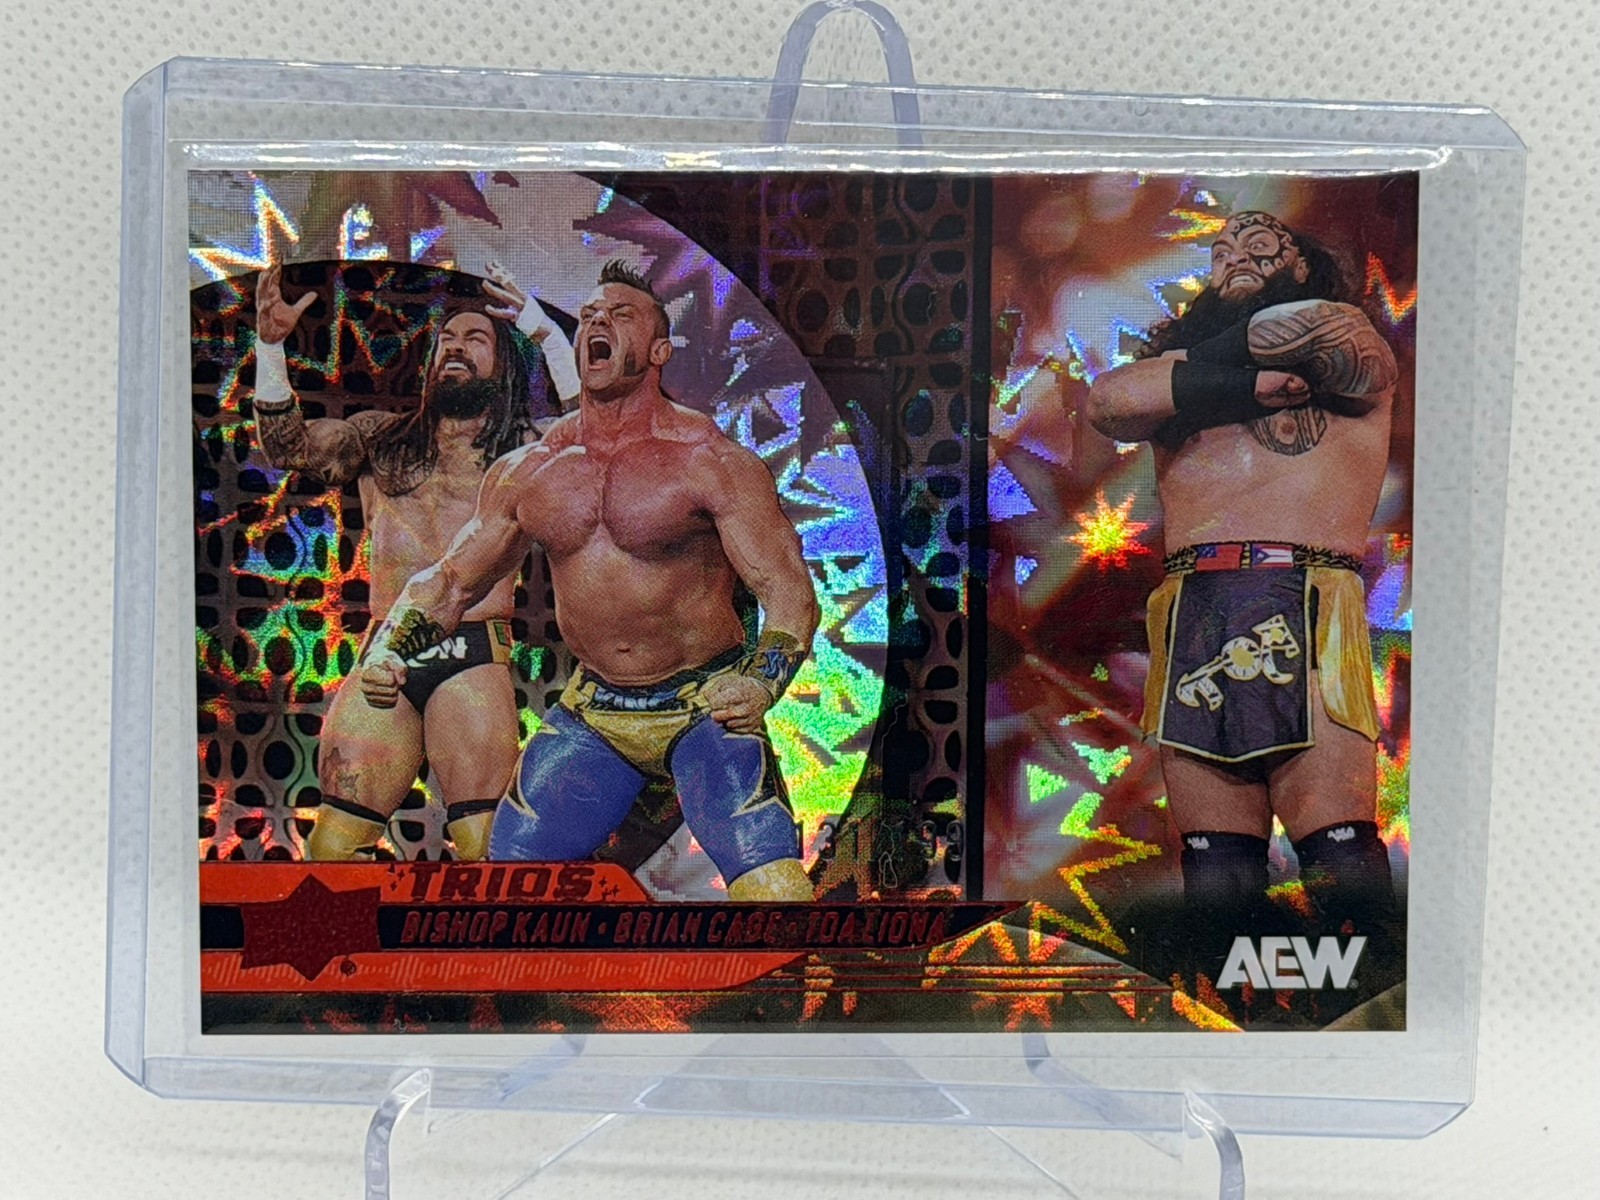 TRIOS
BISHOP KAUN • BRIAN CAGE • TOA LIONA
®
AEW